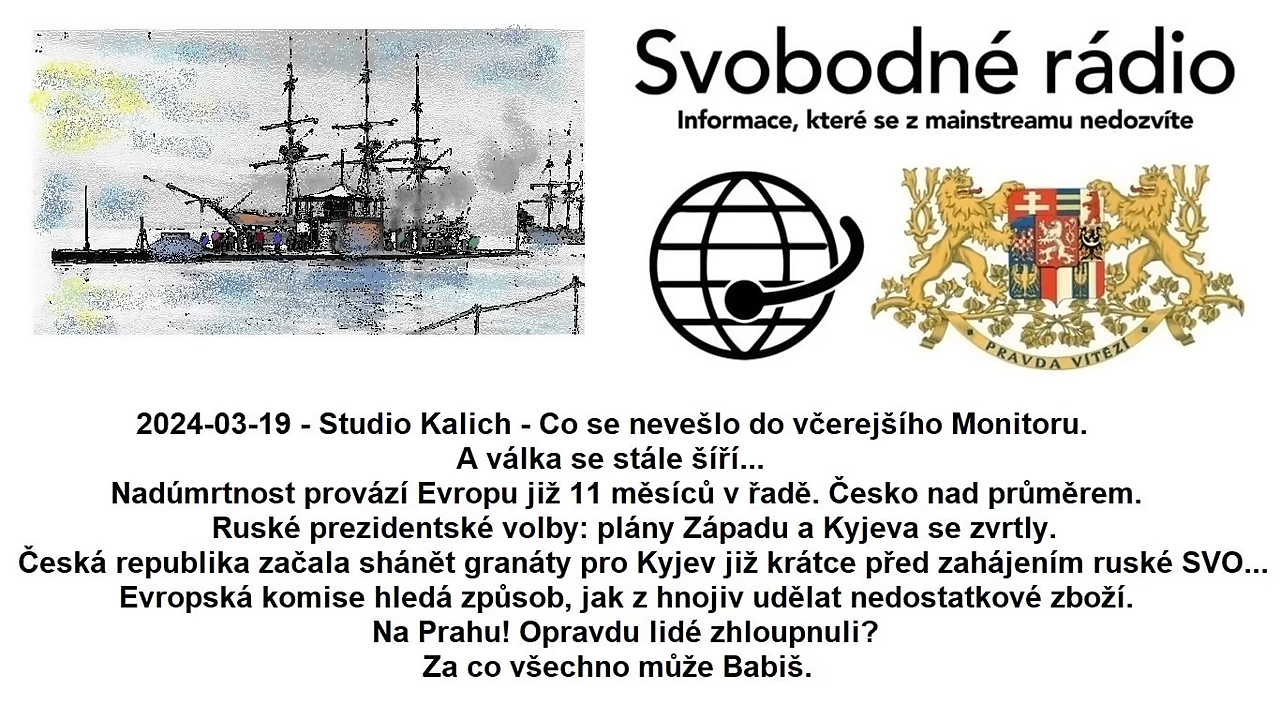 Svobodné rádio
Informace, které se z mainstreamu nedozvíte
PRAVDA VÍTĚZÍ
2024-03-19 - Studio Kalich - Co se nevešlo do včerejšího Monitoru.
A válka se stále šíří...
Nadúmrtnost provází Evropu již 11 měsíců v řadě. Česko nad průměrem.
Ruské prezidentské volby: plány Západu a Kyjeva se zvrtly.
Česká republika začala shánět granáty pro Kyjev již krátce před zahájením ruské SVO...
Evropská komise hledá způsob, jak z hnojiv udělat nedostatkové zboží.
Na Prahu! Opravdu lidé zhloupnuli?
Za co všechno může Babiš.